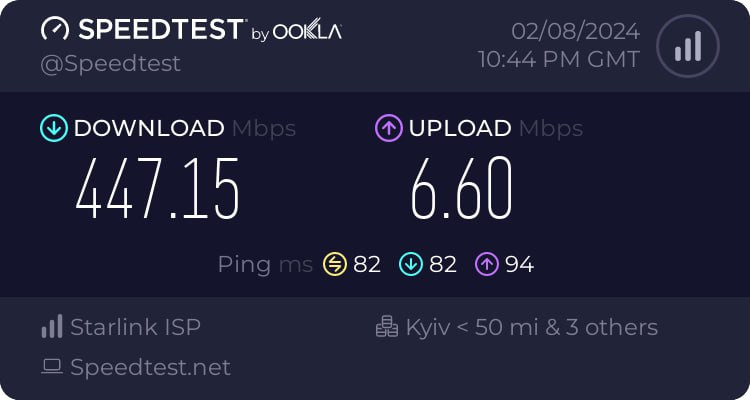 SPEEDTEST® by OOKLA®
02/08/2024
@Speedtest
10:44 PM GMT
DOWNLOAD Mbps
UPLOAD Mbps
447.15
6.60
Ping ms 82 82 94
Starlink ISP
Kyiv < 50 mi & 3 others
Speedtest.net